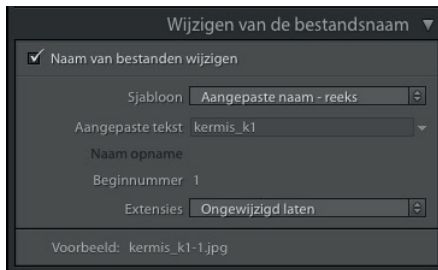 Wijzigen van de bestandsnaam
Naam van bestanden wijzigen
Sjabloon Aangepaste naam - reeks
Aangepaste tekst kermis_k1
Naam opname
Beginnummer 1
Extensies Ongewijzigd laten
Voorbeeld: kermis_k1-1.jpg